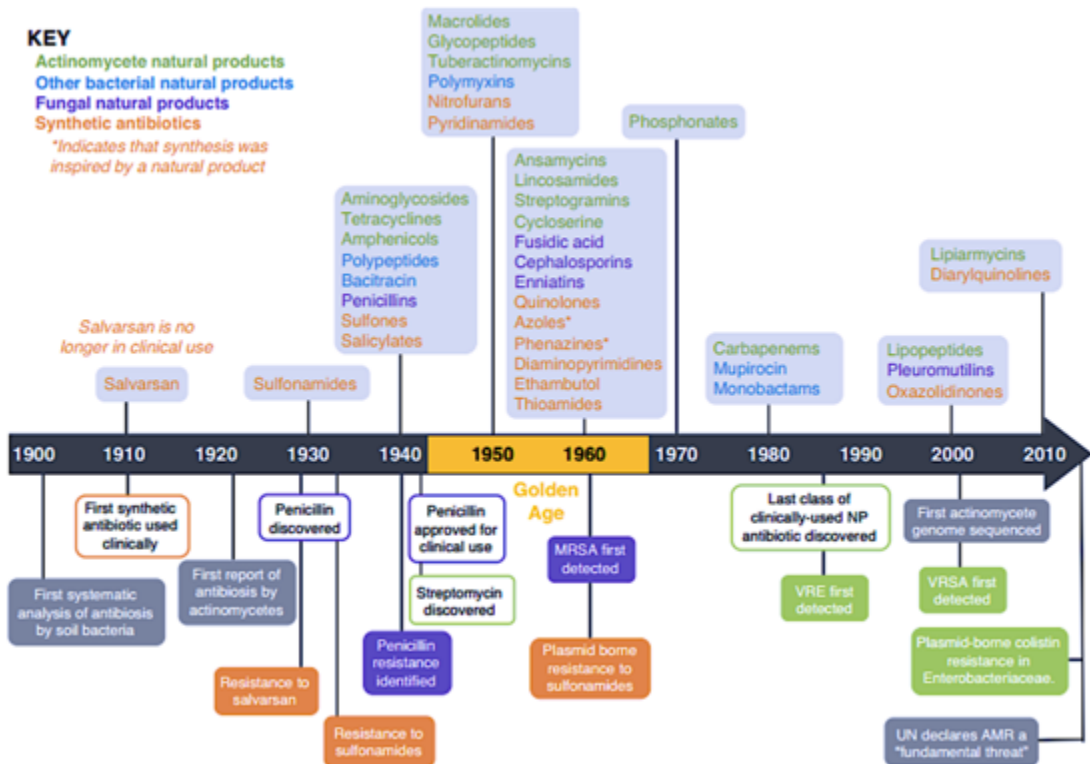 KEY
Actinomycete natural products
Other bacterial natural products
Fungal natural products
Synthetic antibiotics
*Indicates that synthesis was
inspired by a natural product
Macrolides
Glycopeptides
Tuberactinomycins
Polymyxins
Nitrofurans
Pyridinamides
Phosphonates
Aminoglycosides
Tetracyclines
Amphenicols
Polypeptides
Bacitracin
Penicillins
Sulfones
Salicylates
Ansamycins
Lincosamides
Streptogramins
Cycloserine
Fusidic acid
Cephalosporins
Enniatins
Quinolones
Azoles*
Phenazines*
Diaminopyrimidines
Ethambutol
Thioamides
Lipiarmycins
Diarylquinolines
Salvarsan is no
longer in clinical use
Salvarsan
Sulfonamides
Carbapenems
Mupirocin
Monobactams
Lipopeptides
Pleuromutilins
Oxazolidinones
1900 1910 1920 1930 1940 1950 1960 1970 1980 1990 2000 2010
Golden
Age
First synthetic
antibiotic used
clinically
Penicillin
discovered
Penicillin
approved for
clinical use
Last class of
clinically-used NP
antibiotic discovered
First actinomycete
genome sequenced
First systematic
analysis of antibiosis
by soil bacteria
First report of
antibiosis by
actinomycetes
Streptomycin
discovered
MRSA first
detected
VRE first
detected
VRSA first
detected
Resistance to
salvarsan
Penicillin
resistance
identified
Plasmid borne
resistance to
sulfonamides
Plasmid-borne colistin
resistance in
Enterobacteriaceae.
Resistance to
sulfonamides
UN declares AMR a
"fundamental threat"